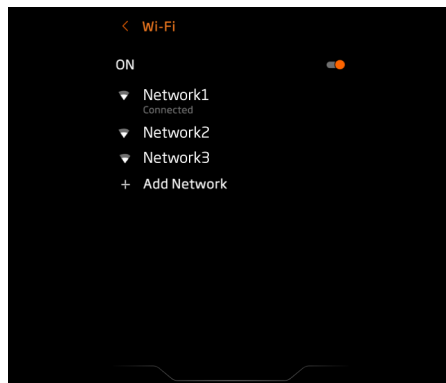 Wi-Fi
ON
Network1
Connected
Network2
Network3
+ Add Network